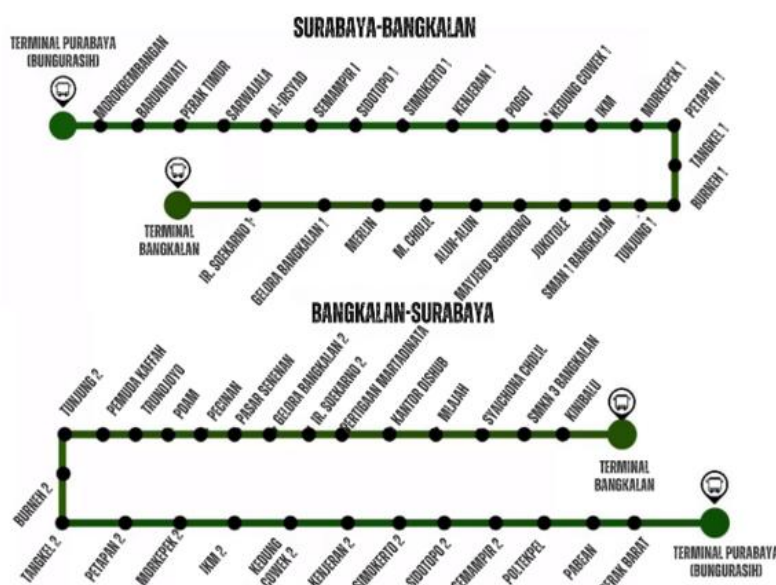 SURABAYA-BANGKALAN
TERMINAL PURABAYA
(BUNGURASIH)
MOROKREMBANGAN
BARUNAWATI
PERAK TIMUR
SARWAJALA
AL-IRSYAD
SEMAMPIR 1
SIDOTOPO 1
SIMOKERTO 1
KENJERAN 1
POGOT
KEDUNG COWEK 1
IKM
MORKEPEK 1
PETAPAN 1
TANGKEL 1
BURNEH 1
TUNJUNG 1
SMAN 1 BANGKALAN
JOKOTOLE
MAYJEND SUNGKONO
ALUN-ALUN
M. CHOLIL
MERLIN
GELORA BANGKALAN 1
IR. SOEKARNO 1
TERMINAL
BANGKALAN
BANGKALAN-SURABAYA
TERMINAL
BANGKALAN
KINIBALU
SMKN 3 BANGKALAN
SYAICHONA CHOLIL
MLAJAH
KANTOR DISHUB
PERTIGAAN MARTADINATA
IR. SOEKARNO 2
GELORA BANGKALAN 2
PASAR SENENAN
PECINAN
PDAM
TRUNOJOYO
PEMUDA KAFFAH
TUNJUNG 2
BURNEH 2
TANGKEL 2
PETAPAN 2
MORKEPEK 2
IKM 2
KEDUNG
COWEK 2
KENJERAN 2
SIMOKERTO 2
SIDOTOPO 2
SEMAMPIR 2
POLTEKPEL
PABEAN
PERAK BARAT
TERMINAL PURABAYA
(BUNGURASIH)